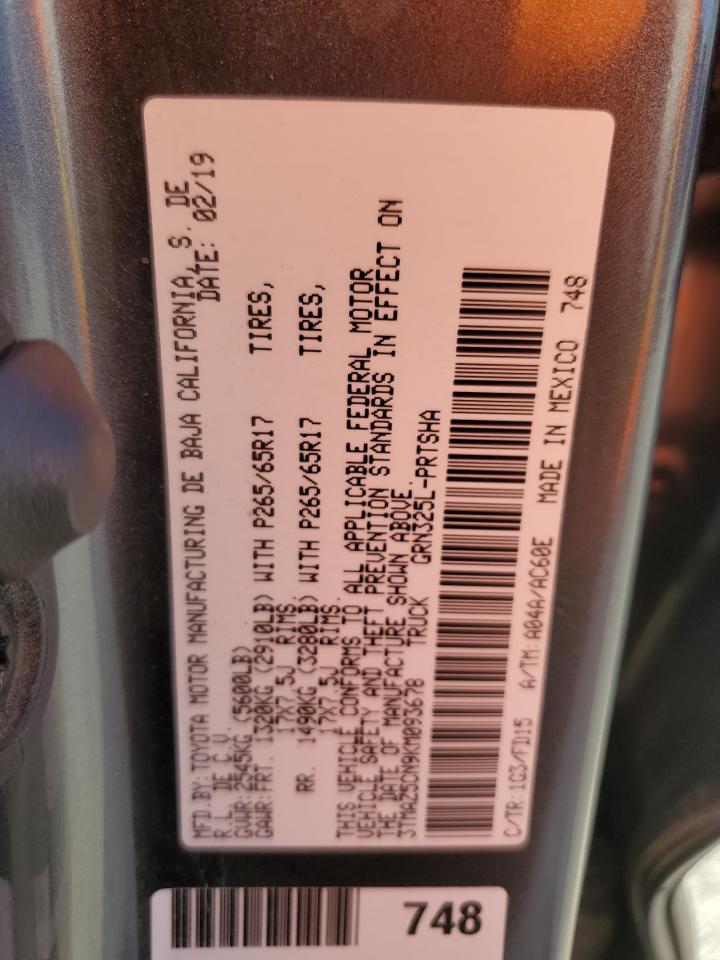 MFD.BY: TOYOTA MOTOR MANUFACTURING DE BAJA CALIFORNIA, S. DE
R.L. DE C.V. DATE: 02/19
GVWR: 2545KG (5600LB)
GAWR: FRT. 1320KG (2910LB) WITH P265/65R17 TIRES,
17X7.5J RIMS
RR. 1490KG (3280LB) WITH P265/65R17 TIRES,
17X7.5J RIMS.
THIS VEHICLE CONFORMS TO ALL APPLICABLE FEDERAL MOTOR
VEHICLE SAFETY AND THEFT PREVENTION STANDARDS IN EFFECT ON
THE DATE OF MANUFACTURE SHOWN ABOVE.
3TMAZ5CN9KM093678 TRUCK GRN325L-PRTSHA
C/TR: 1G3/FD15 A/TM: A04A/AC60E MADE IN MEXICO 748
748